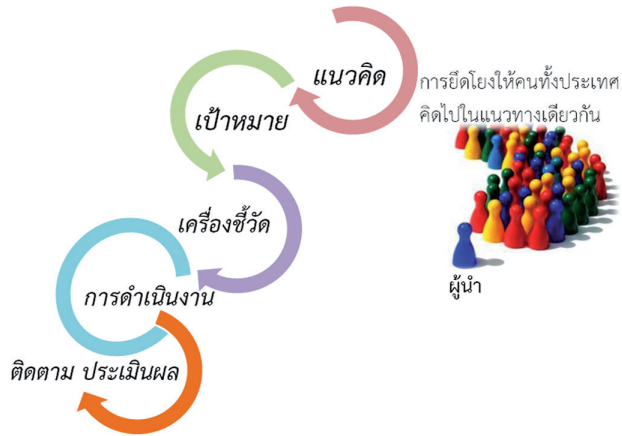 แนวคิด
การยึดโยงให้คนทั้งประเทศ
คิดไปในแนวทางเดียวกัน
เป้าหมาย
เครื่องชี้วัด
การดำเนินงาน
ติดตาม ประเมินผล
ผู้นำ